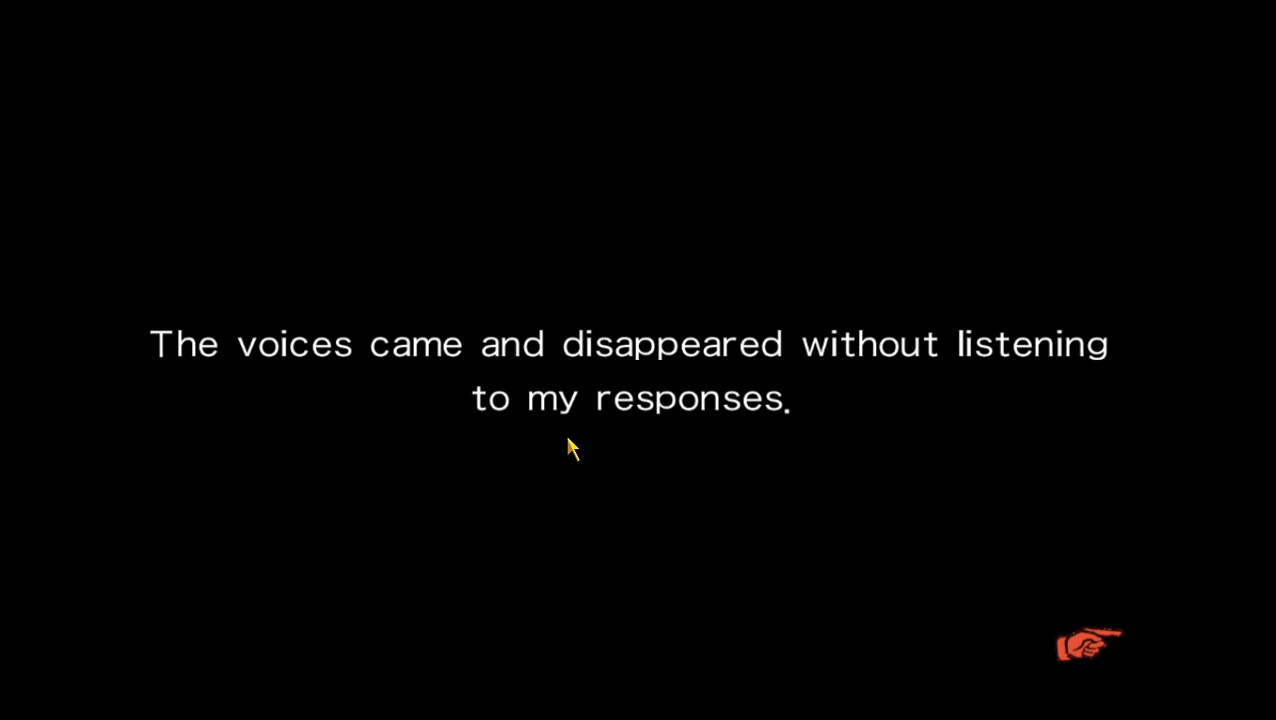 The voices came and disappeared without listening
to my responses.